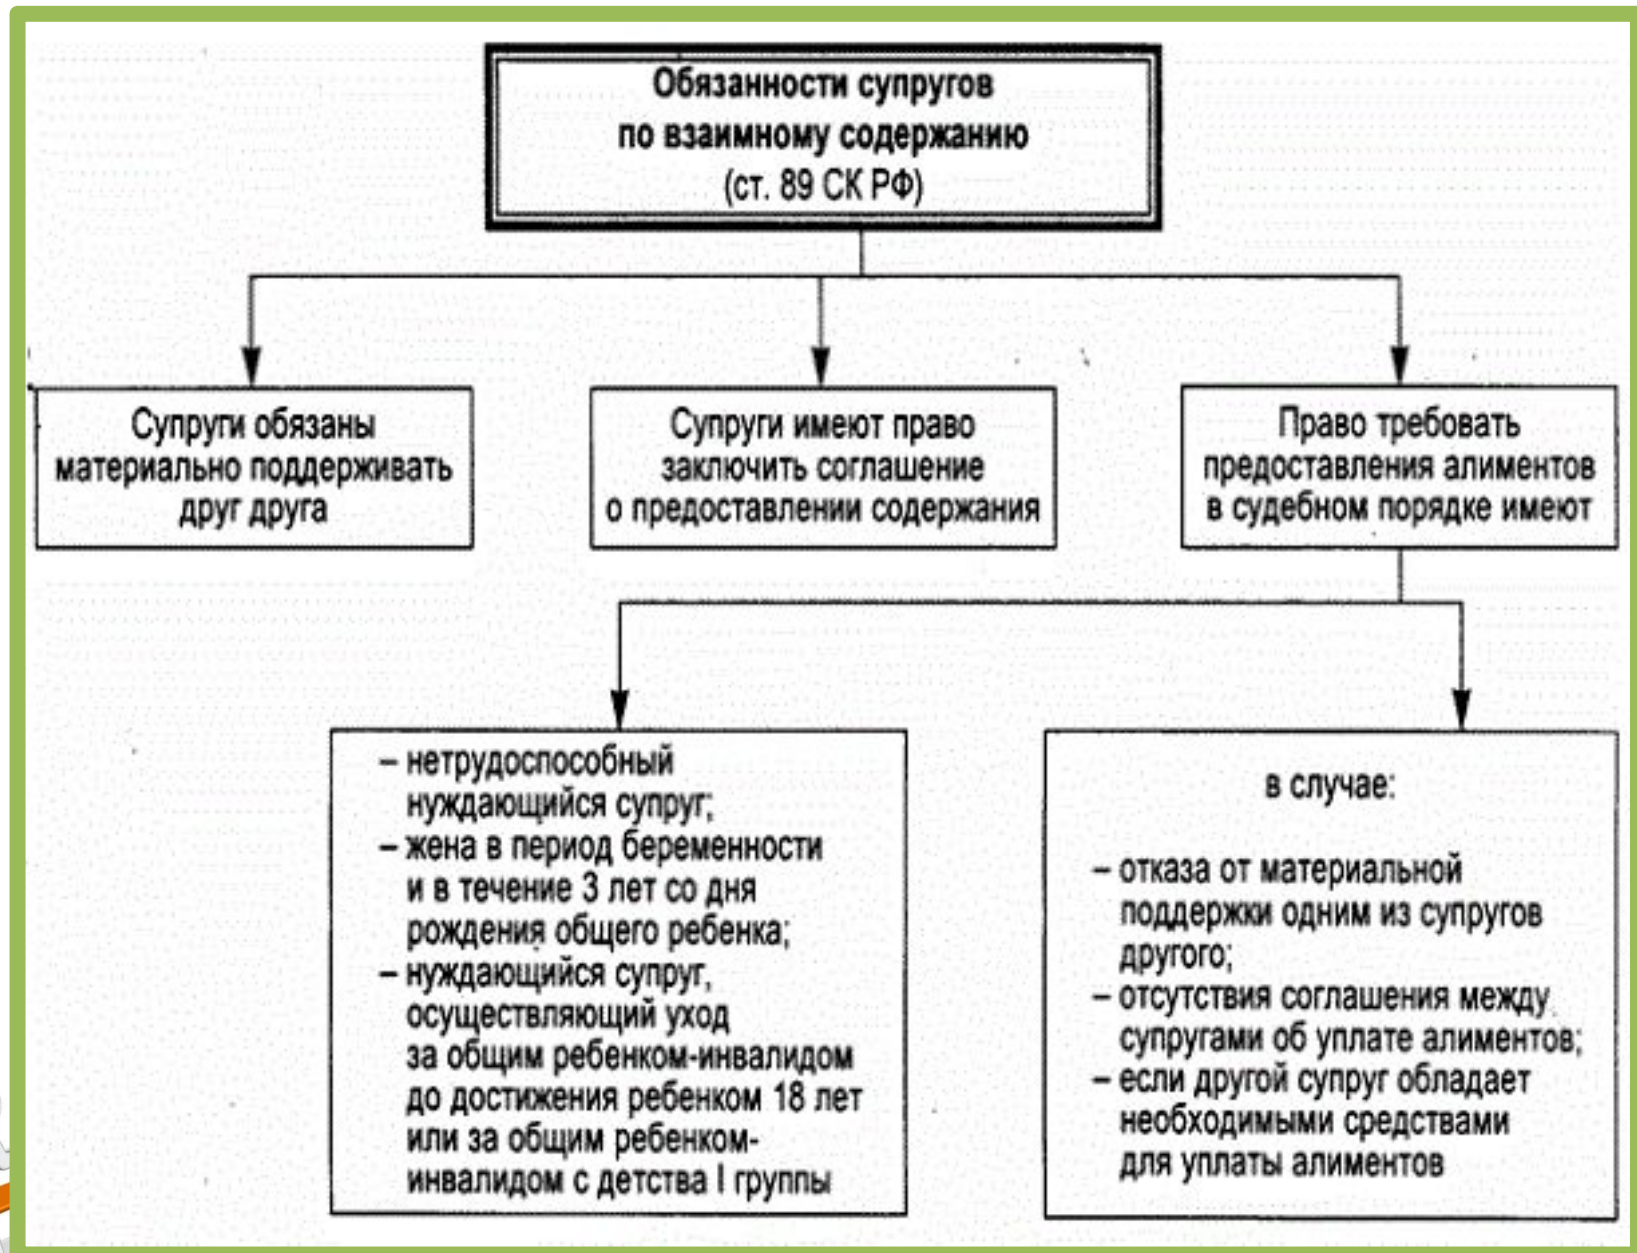 Обязанности супругов
по взаимному содержанию
(ст. 89 СК РФ)
Супруги обязаны
материально поддерживать
друг друга
Супруги имеют право
заключить соглашение
о предоставлении содержания
Право требовать
предоставления алиментов
в судебном порядке имеют
– нетрудоспособный
нуждающийся супруг;
– жена в период беременности
и в течение 3 лет со дня
рождения общего ребенка;
– нуждающийся супруг,
осуществляющий уход
за общим ребенком-инвалидом
до достижения ребенком 18 лет
или за общим ребенком-
инвалидом с детства I группы
в случае:
– отказа от материальной
поддержки одним из супругов
другого;
– отсутствия соглашения между
супругами об уплате алиментов;
– если другой супруг обладает
необходимыми средствами
для уплаты алиментов